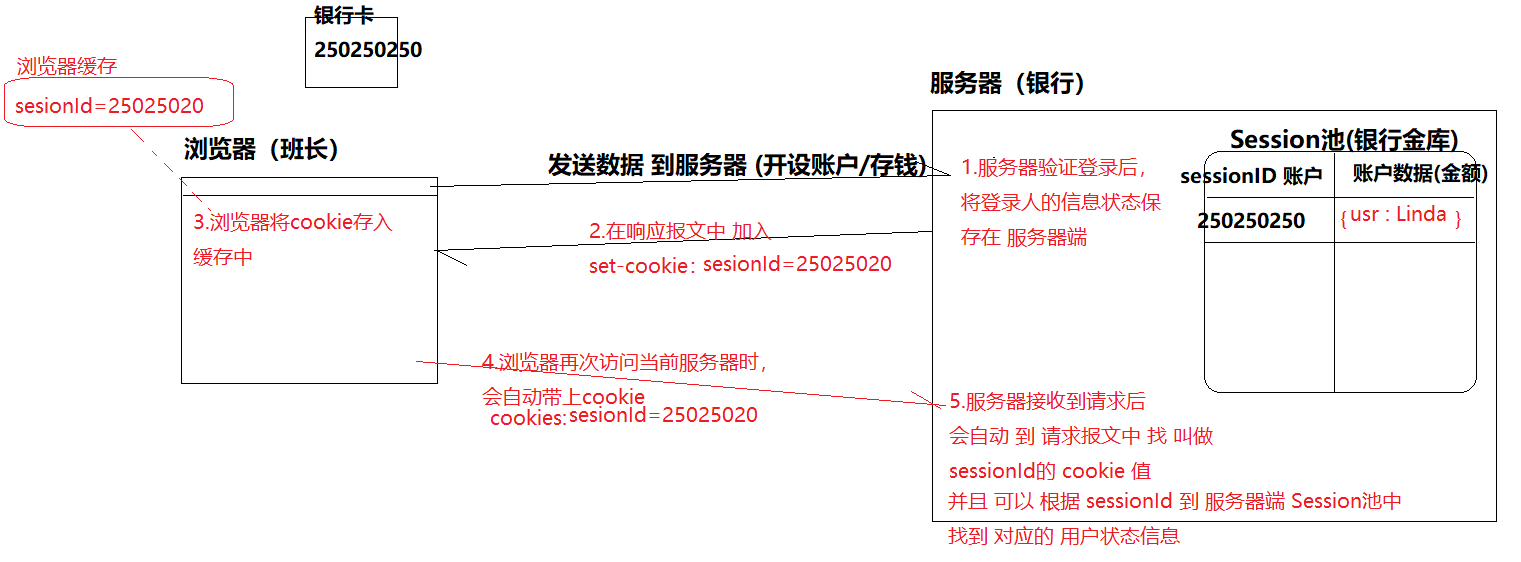 银行卡
250250250
浏览器缓存
sesionId=25025020
浏览器（班长）
3.浏览器将cookie存入
缓存中
发送数据 到服务器 (开设账户/存钱)
2.在响应报文中 加入
set-cookie: sesionId=25025020
4.浏览器再次访问当前服务器时，
会自动带上cookie
cookies:sesionId=25025020
服务器（银行）
1.服务器验证登录后，
将登录人的信息状态保
存在 服务器端
Session池(银行金库)
sessionID 账户 账户数据(金额)
250250250 { usr : Linda }
5.服务器接收到请求后
会自动 到 请求报文中 找 叫做
sessionId的 cookie 值
并且 可以 根据 sessionId 到 服务器端 Session池中
找到 对应的 用户状态信息